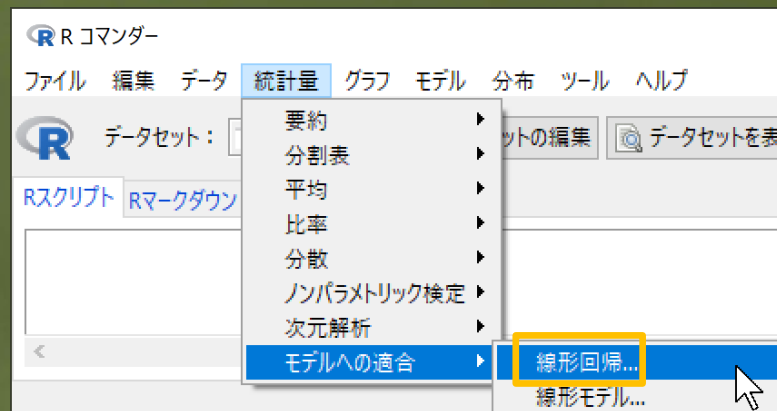 R R コマンダー
ファイル 編集 データ 統計量 グラフ モデル 分布 ツール ヘルプ
R データセット： ットの編集 データセットを表
Rスクリプト Rマークダウン
要約
分割表
平均
比率
分散
ノンパラメトリック検定
次元解析
モデルへの適合
線形回帰...
線形モデル...